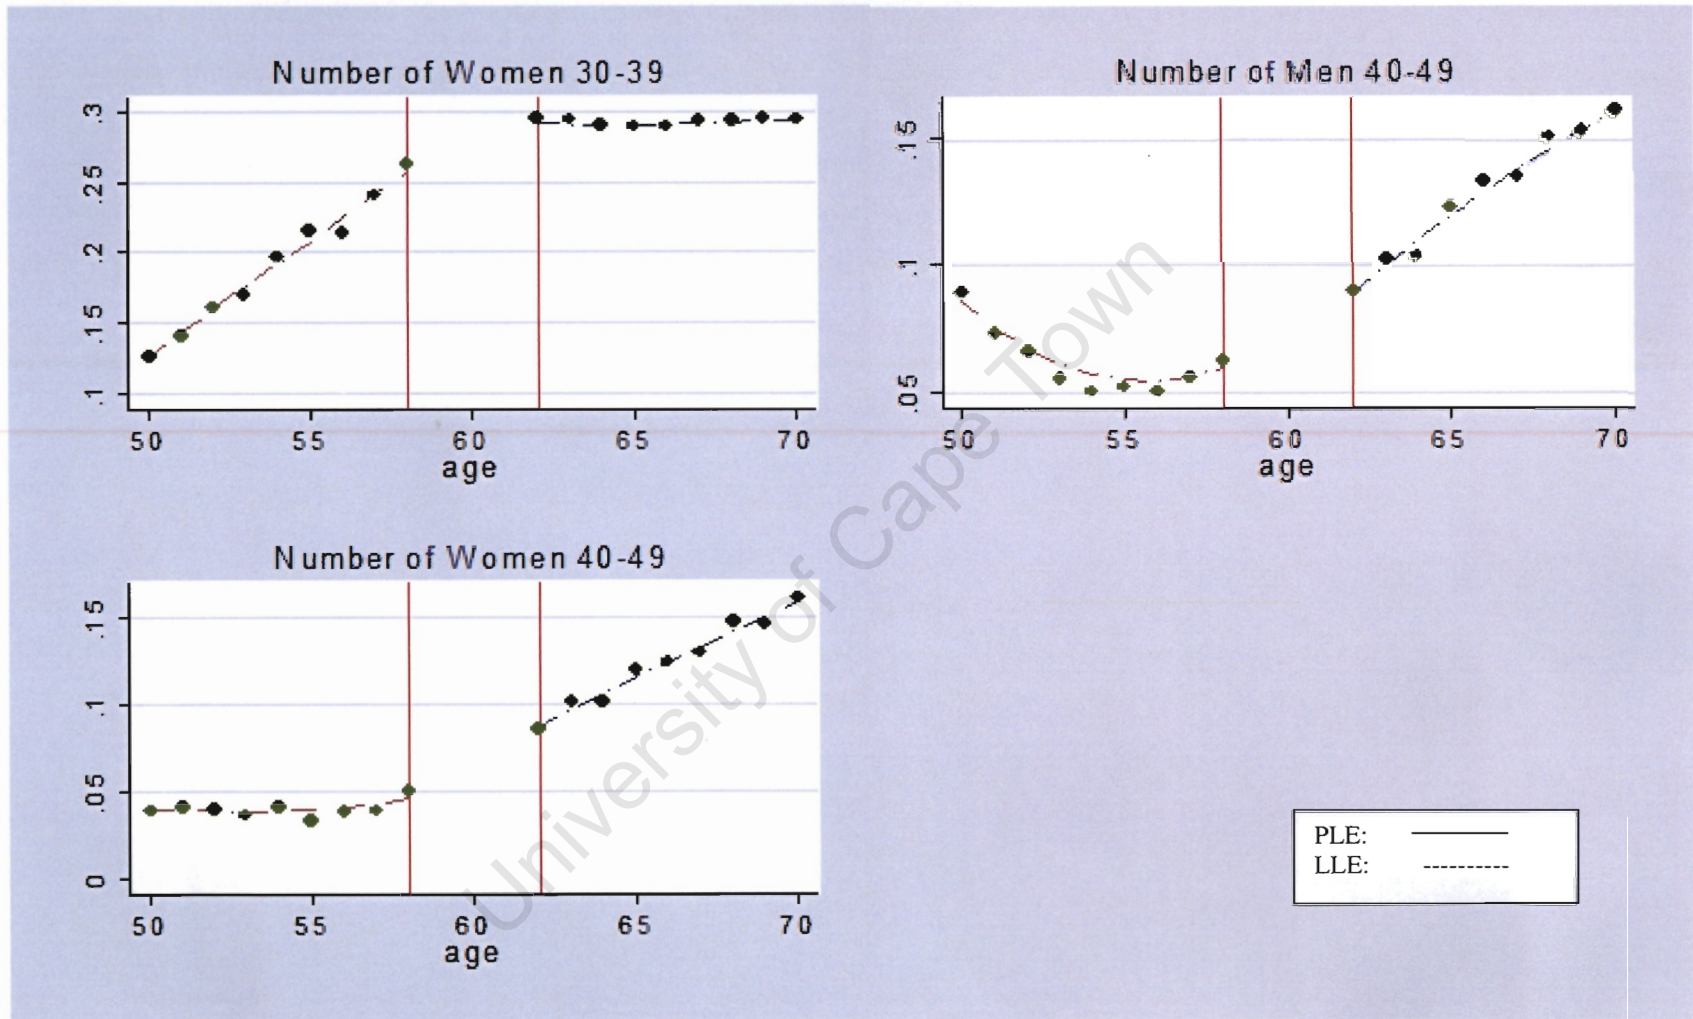 Number of Women 30-39
.3
.25
.2
.15
.1
50 55 60 65 70
age
Number of Men 40-49
.15
.1
.05
50 55 60 65 70
age
Number of Women 40-49
.15
.1
.05
0
50 55 60 65 70
age
PLE:
LLE:
University of Cape Town